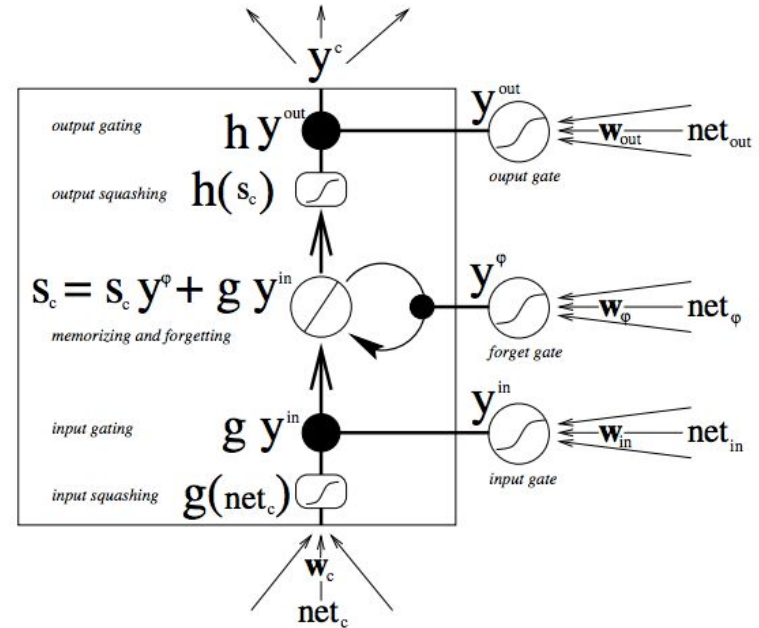 y^c
output gating
h y^out
y^out
w_out
net_out
ouput gate
output squashing
h(s_c)
s_c = s_c y^φ + g y^in
memorizing and forgetting
y^φ
w_φ
net_φ
forget gate
input gating
g y^in
y^in
w_in
net_in
input gate
input squashing
g(net_c)
w_c
net_c